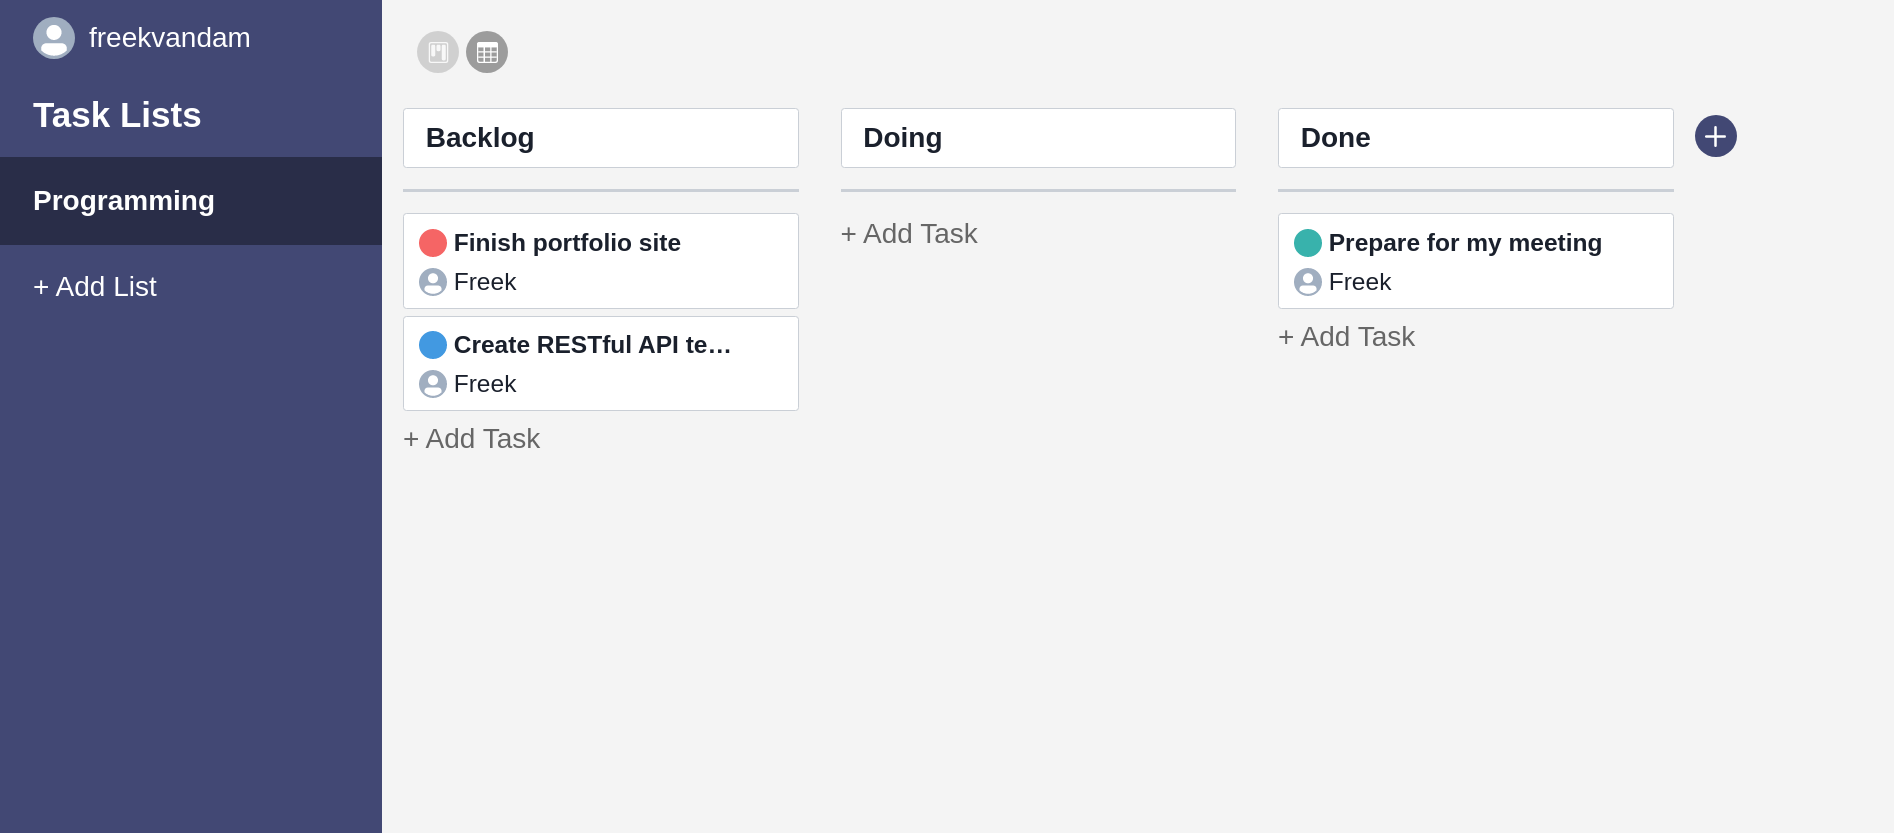 freekvandam
Task Lists
Programming
+ Add List
Backlog
Finish portfolio site
Freek
Create RESTful API te…
Freek
+ Add Task
Doing
+ Add Task
Done
Prepare for my meeting
Freek
+ Add Task